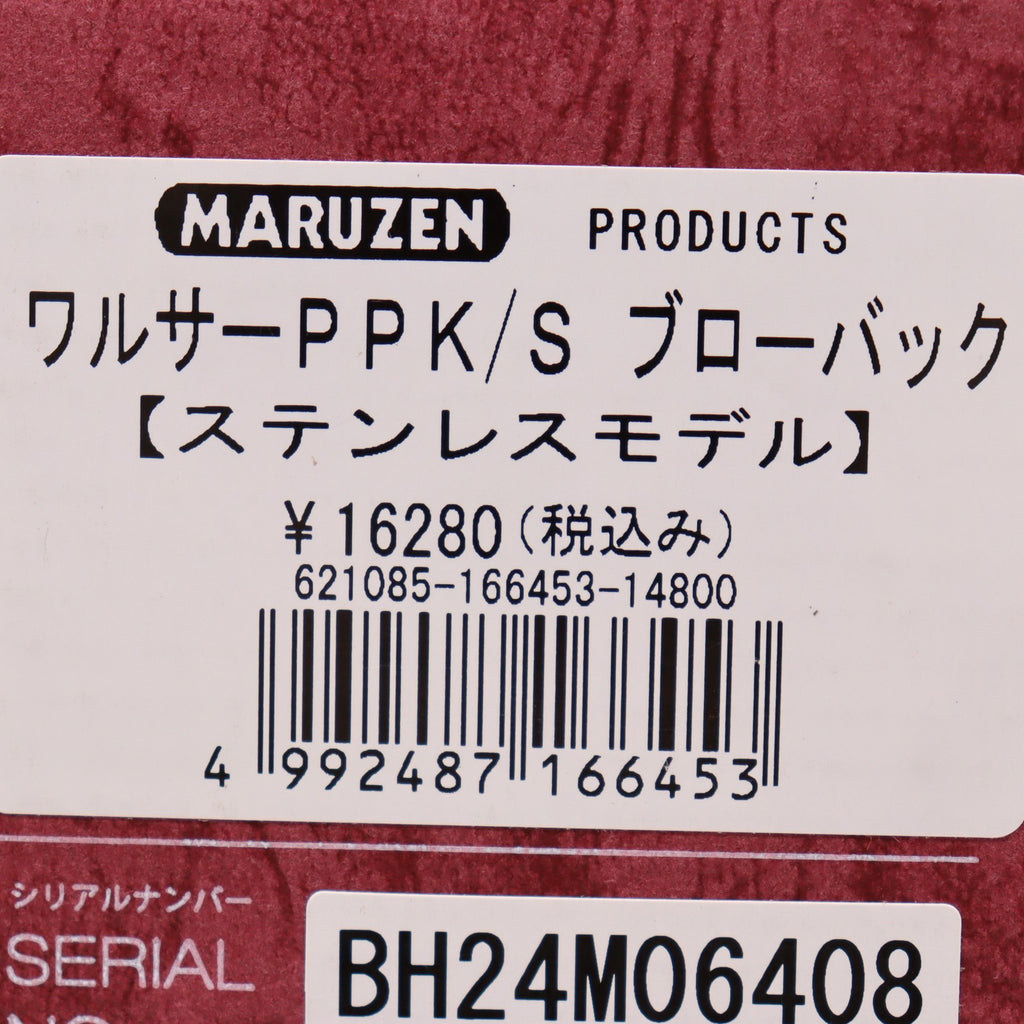 MARUZEN PRODUCTS
ワルサーPPK/S ブローバック
【ステンレスモデル】
¥16280(税込み)
621085-166453-14800
4 992487 166453
シリアルナンバー
SERIAL
BH24M06408